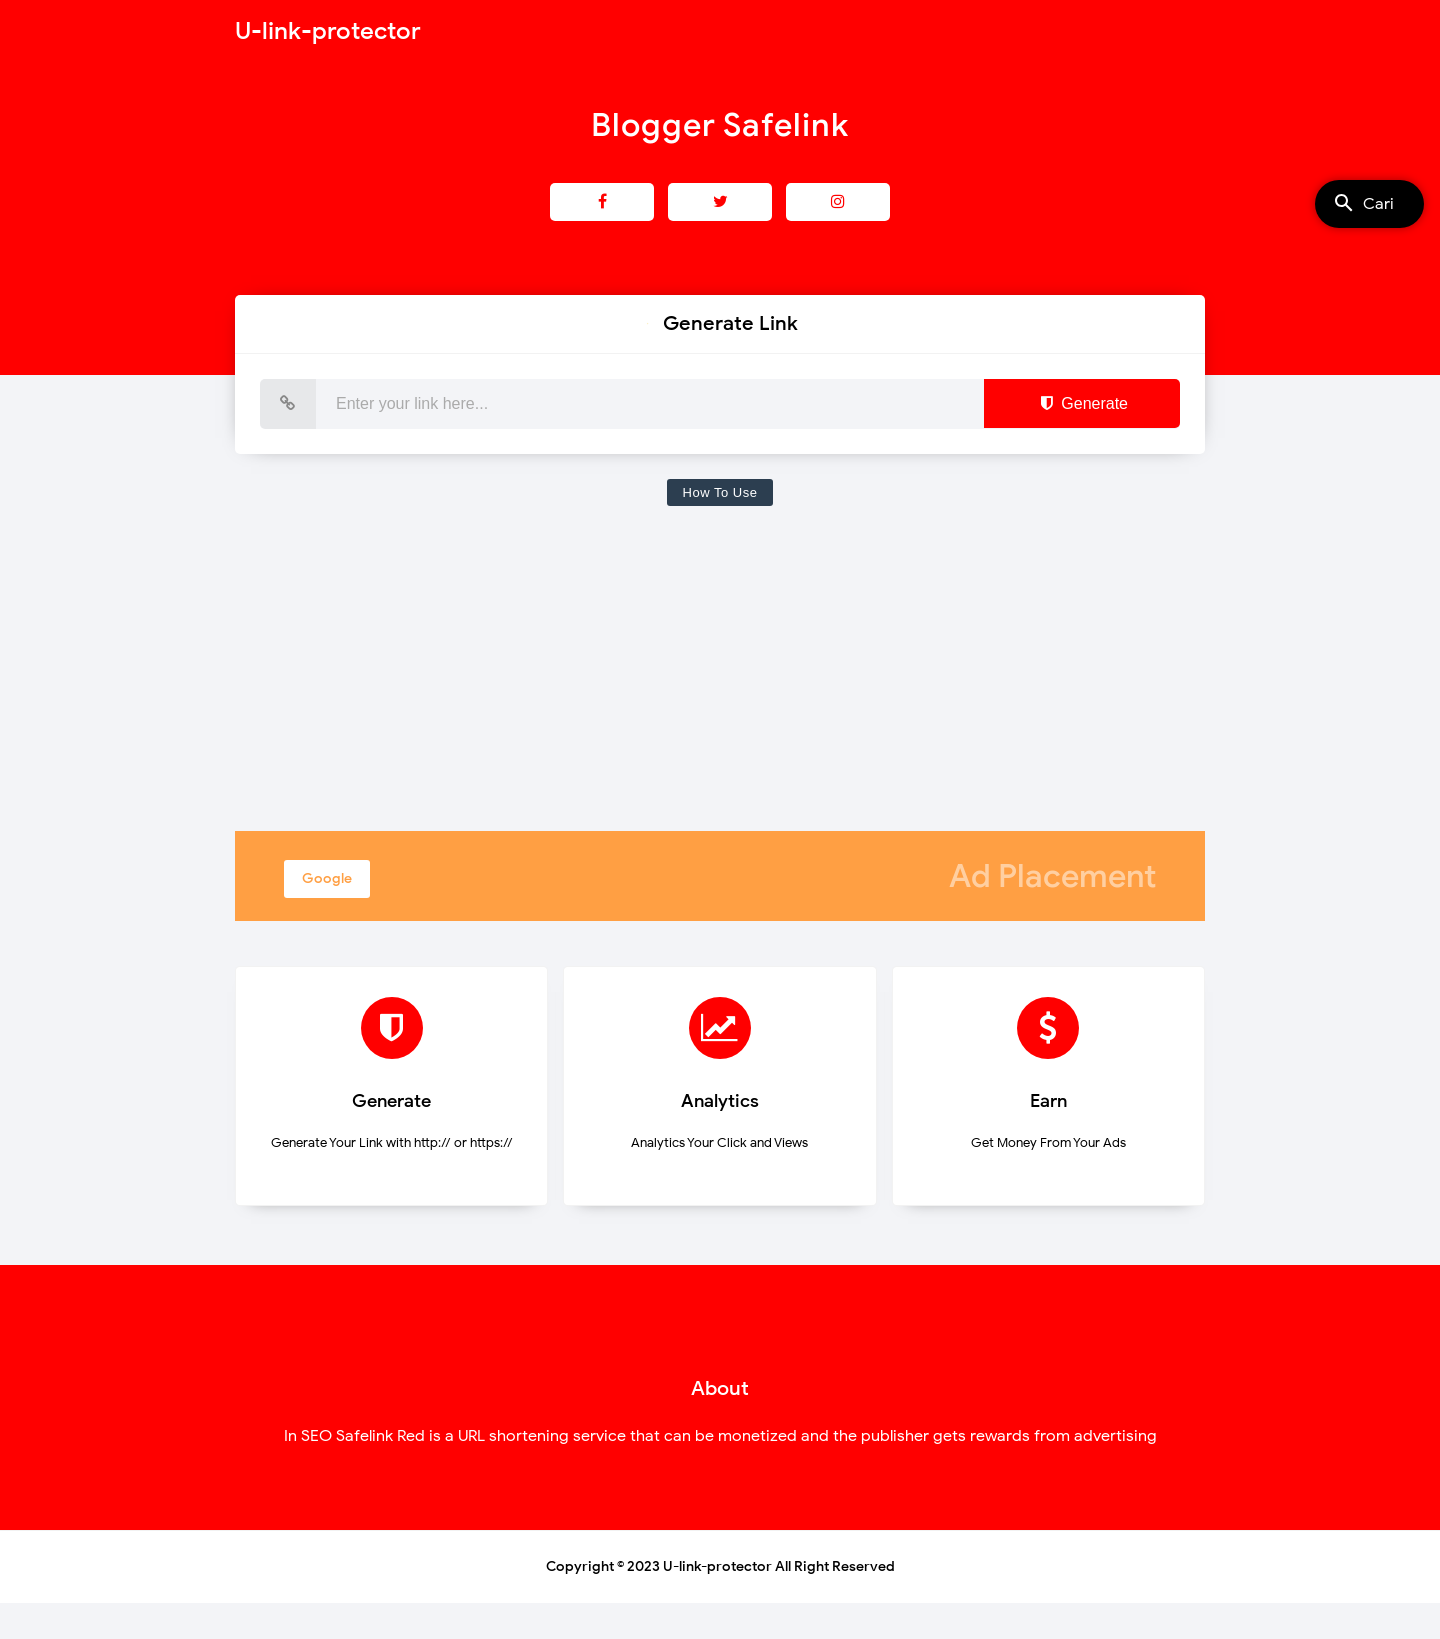 U-link-protector
Blogger Safelink
Cari
Generate Link
Enter your link here...
Generate
How To Use
Google
Ad Placement
Generate
Generate Your Link with http:// or https://
Analytics
Analytics Your Click and Views
Earn
Get Money From Your Ads
About
In SEO Safelink Red is a URL shortening service that can be monetized and the publisher gets rewards from advertising
Copyright © 2023 U-link-protector All Right Reserved